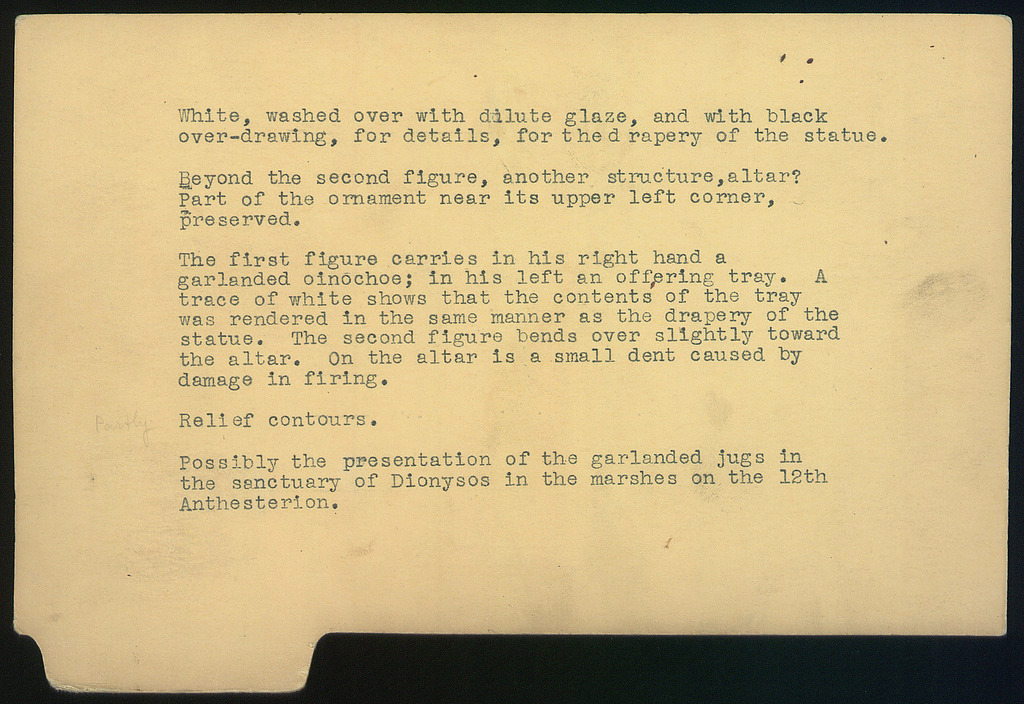 White, washed over with dilute glaze, and with black
over-drawing, for details, for the d rapery of the statue.
Beyond the second figure, another structure,altar?
Part of the ornament near its upper left corner,
preserved.
The first figure carries in his right hand a
garlanded oinochoe; in his left an offering tray. A
trace of white shows that the contents of the tray
was rendered in the same manner as the drapery of the
statue. The second figure bends over slightly toward
the altar. On the altar is a small dent caused by
damage in firing.
Partly Relief contours.
Possibly the presentation of the garlanded jugs in
the sanctuary of Dionysos in the marshes on the 12th
Anthesterion.